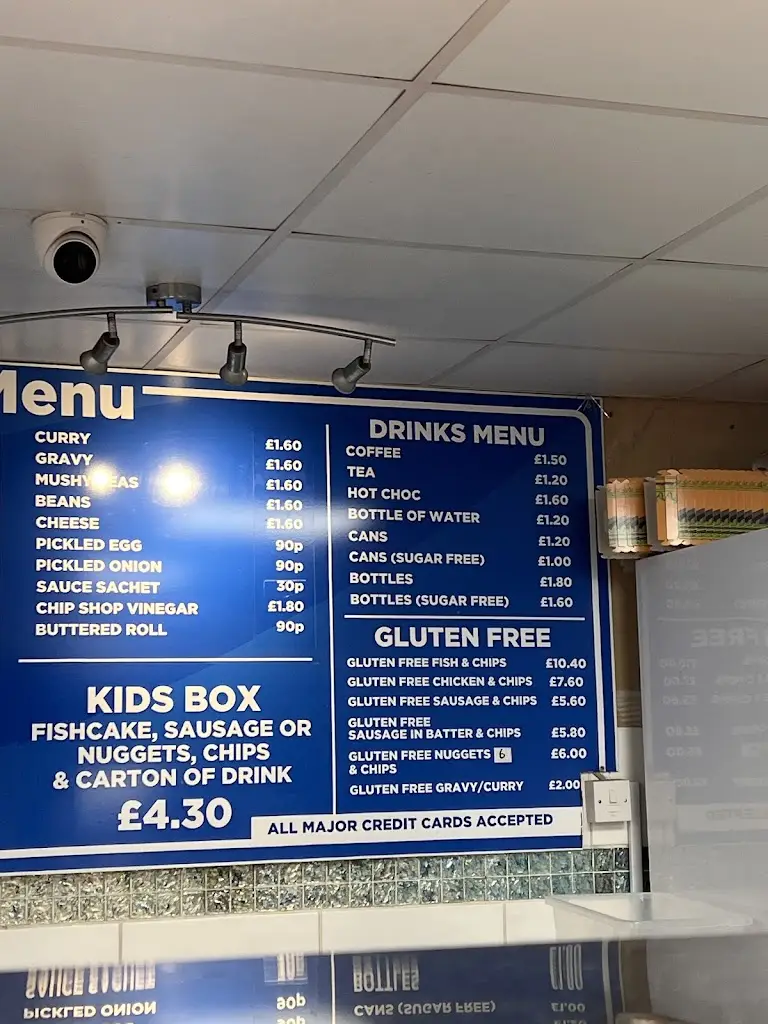 Menu
CURRY £1.60
GRAVY £1.60
MUSHY PEAS £1.60
BEANS £1.60
CHEESE £1.60
PICKLED EGG 90p
PICKLED ONION 90p
SAUCE SACHET 30p
CHIP SHOP VINEGAR £1.80
BUTTERED ROLL 90p
KIDS BOX
FISHCAKE, SAUSAGE OR
NUGGETS, CHIPS
& CARTON OF DRINK
£4.30
DRINKS MENU
COFFEE £1.50
TEA £1.20
HOT CHOC £1.60
BOTTLE OF WATER £1.20
CANS £1.20
CANS (SUGAR FREE) £1.00
BOTTLES £1.80
BOTTLES (SUGAR FREE) £1.60
GLUTEN FREE
GLUTEN FREE FISH & CHIPS £10.40
GLUTEN FREE CHICKEN & CHIPS £7.60
GLUTEN FREE SAUSAGE & CHIPS £5.60
GLUTEN FREE
SAUSAGE IN BATTER & CHIPS £5.80
GLUTEN FREE NUGGETS 6 £6.00
& CHIPS
GLUTEN FREE GRAVY/CURRY £2.00
ALL MAJOR CREDIT CARDS ACCEPTED